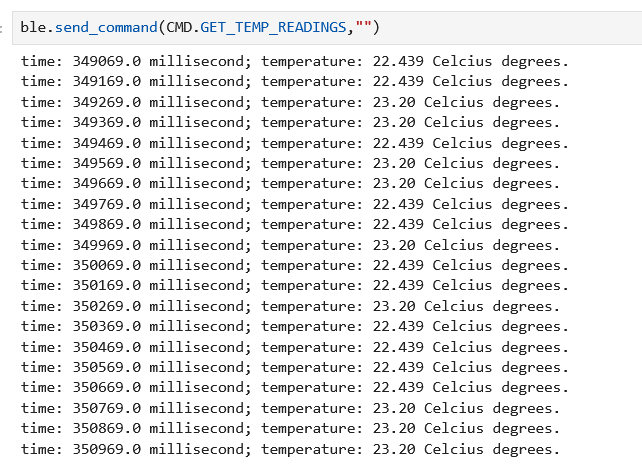 ble.send_command(CMD.GET_TEMP_READINGS,"")
time: 349069.0 millisecond; temperature: 22.439 Celcius degrees.
time: 349169.0 millisecond; temperature: 22.439 Celcius degrees.
time: 349269.0 millisecond; temperature: 23.20 Celcius degrees.
time: 349369.0 millisecond; temperature: 23.20 Celcius degrees.
time: 349469.0 millisecond; temperature: 22.439 Celcius degrees.
time: 349569.0 millisecond; temperature: 23.20 Celcius degrees.
time: 349669.0 millisecond; temperature: 23.20 Celcius degrees.
time: 349769.0 millisecond; temperature: 22.439 Celcius degrees.
time: 349869.0 millisecond; temperature: 22.439 Celcius degrees.
time: 349969.0 millisecond; temperature: 23.20 Celcius degrees.
time: 350069.0 millisecond; temperature: 22.439 Celcius degrees.
time: 350169.0 millisecond; temperature: 22.439 Celcius degrees.
time: 350269.0 millisecond; temperature: 23.20 Celcius degrees.
time: 350369.0 millisecond; temperature: 22.439 Celcius degrees.
time: 350469.0 millisecond; temperature: 22.439 Celcius degrees.
time: 350569.0 millisecond; temperature: 22.439 Celcius degrees.
time: 350669.0 millisecond; temperature: 22.439 Celcius degrees.
time: 350769.0 millisecond; temperature: 23.20 Celcius degrees.
time: 350869.0 millisecond; temperature: 23.20 Celcius degrees.
time: 350969.0 millisecond; temperature: 23.20 Celcius degrees.